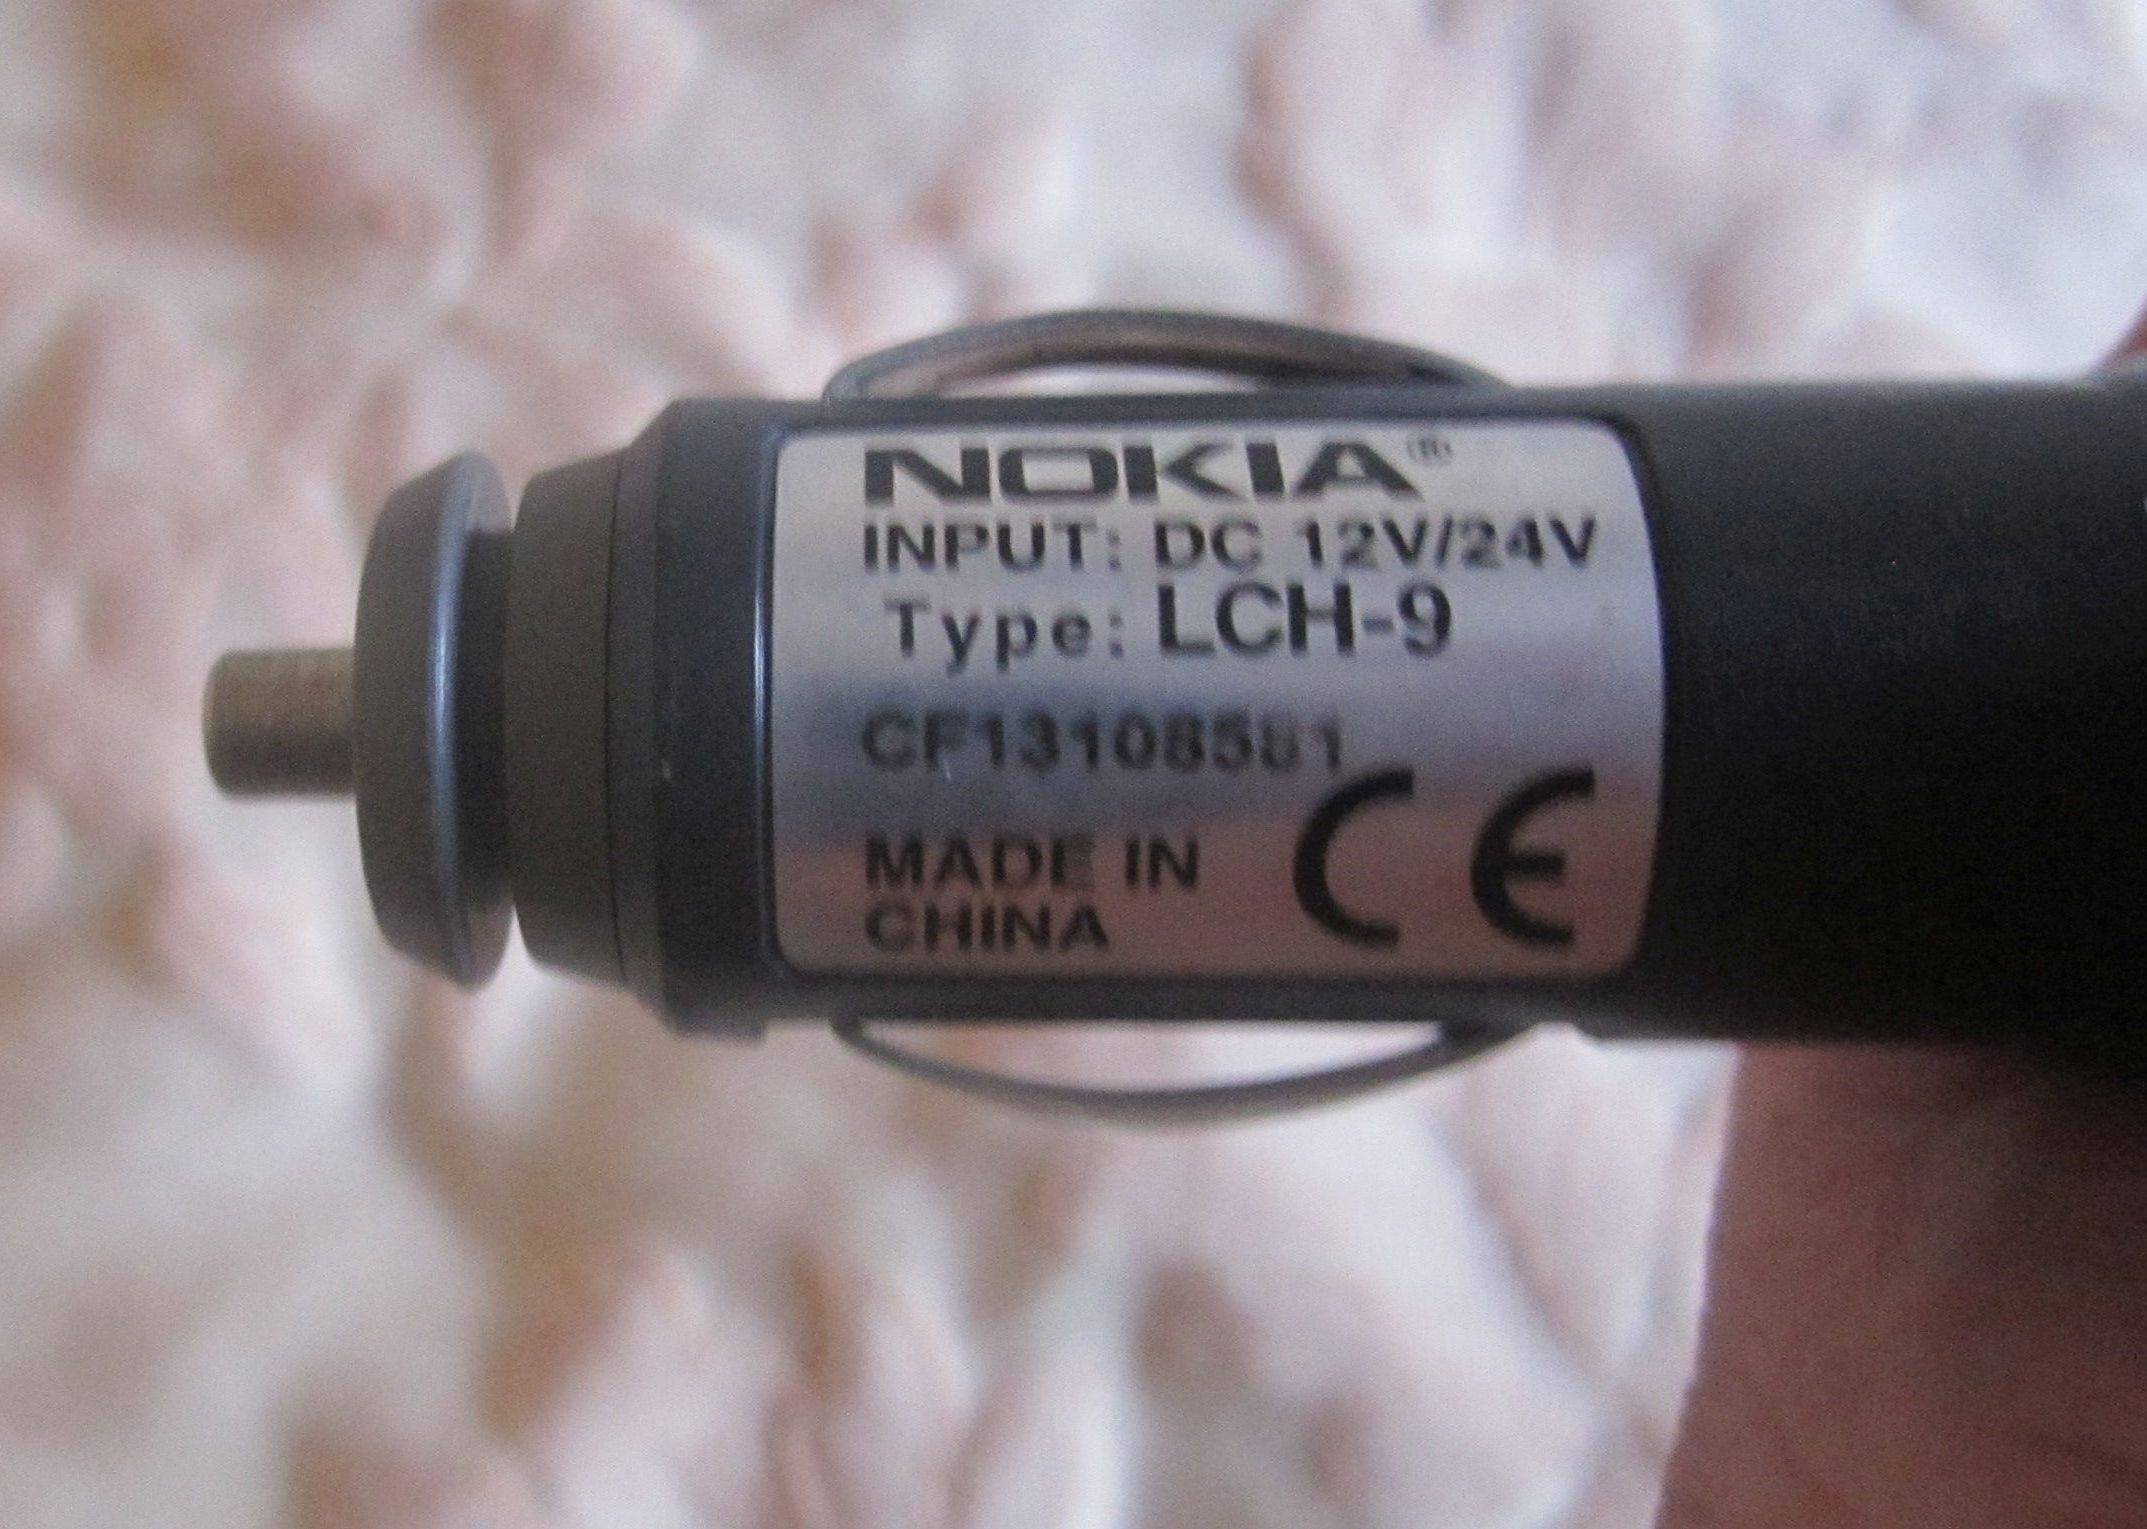 NOKIA®
INPUT: DC 12V/24V
Type: LCH-9
MADE IN
CHINA
CE